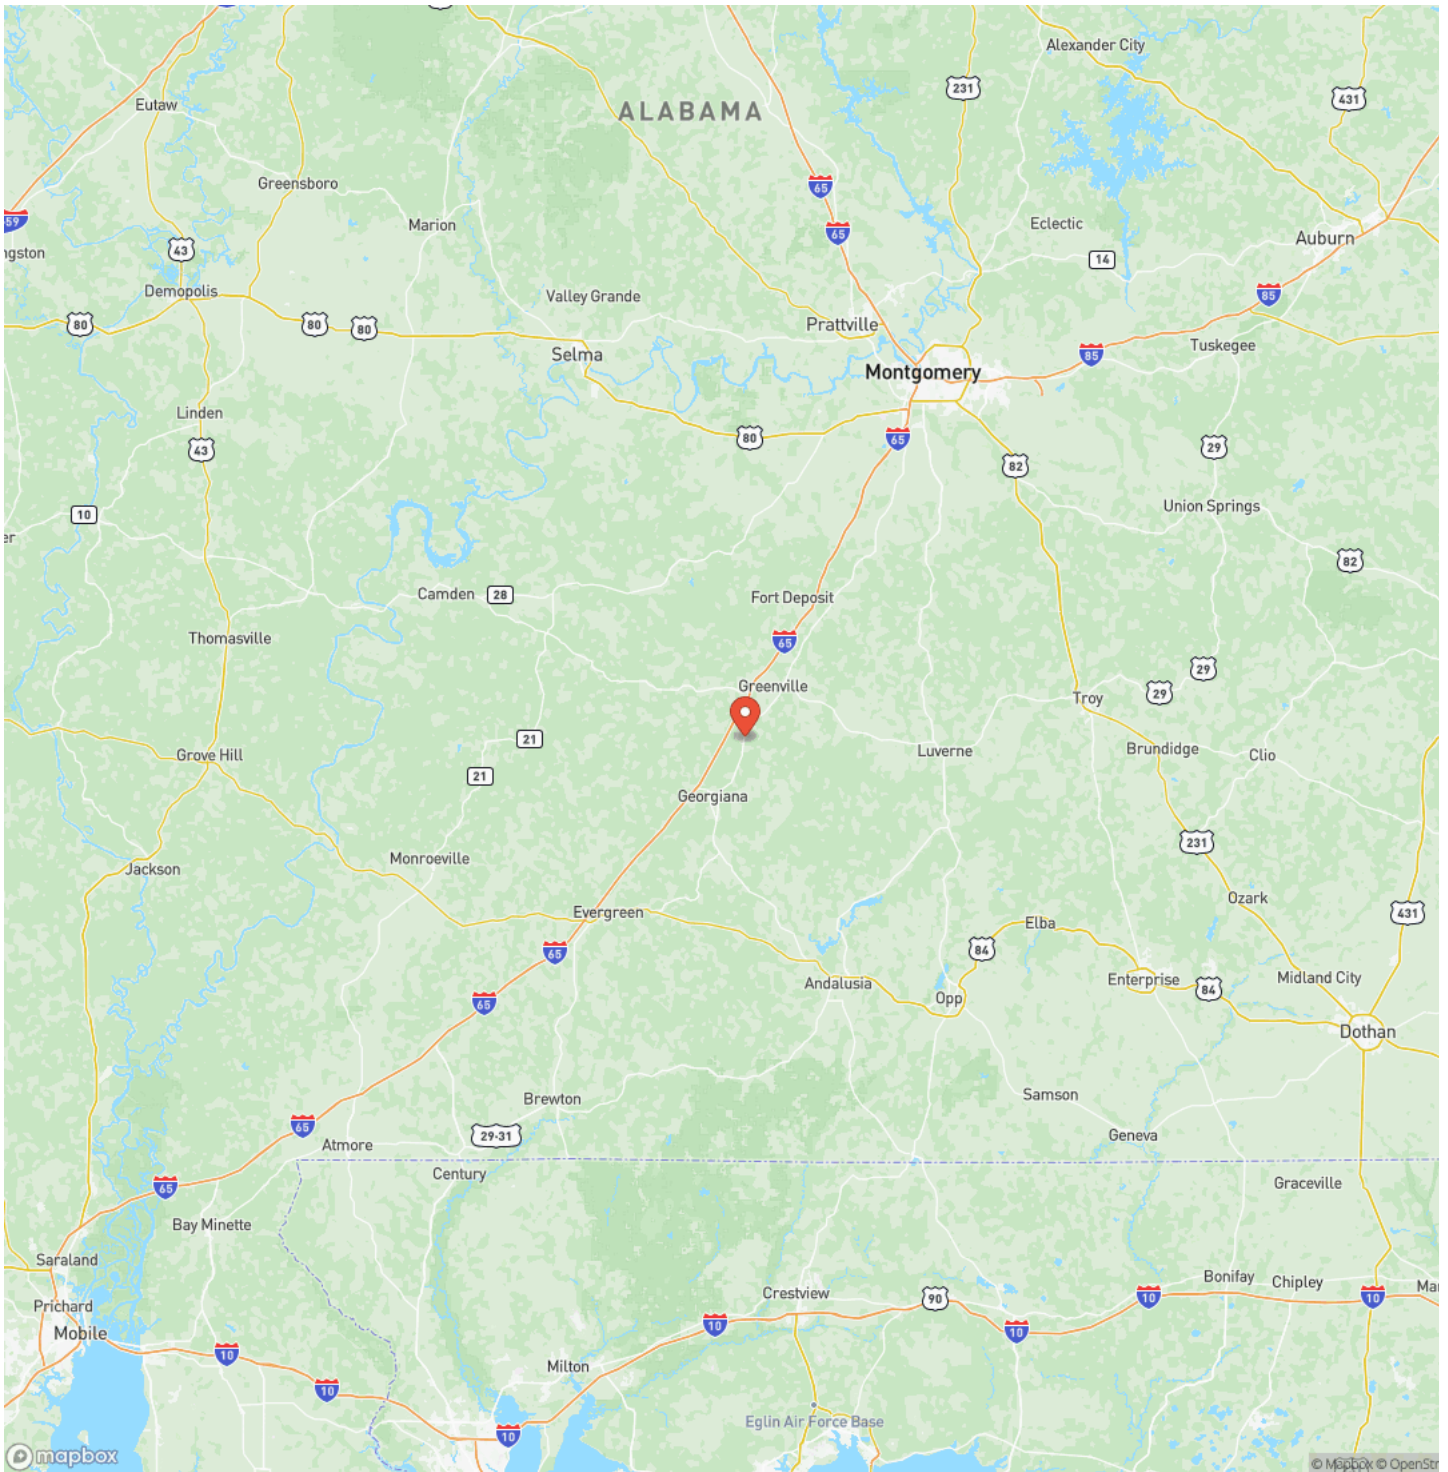 Alexander City
231
431
Eutaw
ALABAMA
65
Greensboro
59
Marion
Eclectic
65
Auburn
43
14
ngston
Demopolis
Valley Grande
85
80
80
80
Prattville
Selma
85
Tuskegee
Montgomery
Linden
43
80
65
29
82
10
Union Springs
er
82
Camden
28
Fort Deposit
Thomasville
65
29
Greenville
29
Troy
21
Grove Hill
Luverne
Brundidge
Clio
21
Georgiana
231
Monroeville
Jackson
Ozark
Evergreen
431
Elba
65
84
Enterprise
Midland City
Andalusia
84
Opp
65
Dothan
Brewton
Samson
65
29-31
Geneva
Atmore
Century
65
Graceville
Bay Minette
Saraland
Bonifay
Chipley
Mar
Crestview
90
10
10
Prichard
10
10
Mobile
10
Milton
10
Eglin Air Force Base
10
mapbox
© Mapbox © OpenStr